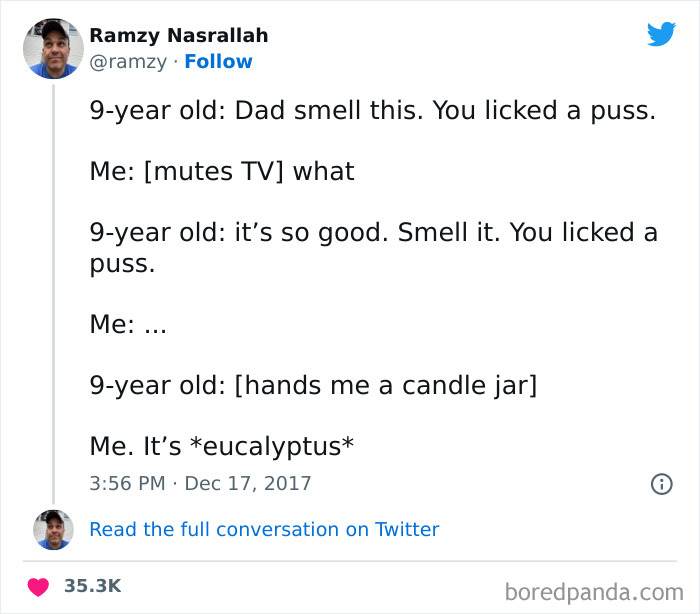 Ramzy Nasrallah
@ramzy · Follow
9-year old: Dad smell this. You licked a puss.
Me: [mutes TV] what
9-year old: it’s so good. Smell it. You licked a
puss.
Me: ...
9-year old: [hands me a candle jar]
Me. It’s *eucalyptus*
3:56 PM · Dec 17, 2017
Read the full conversation on Twitter
35.3K
boredpanda.com